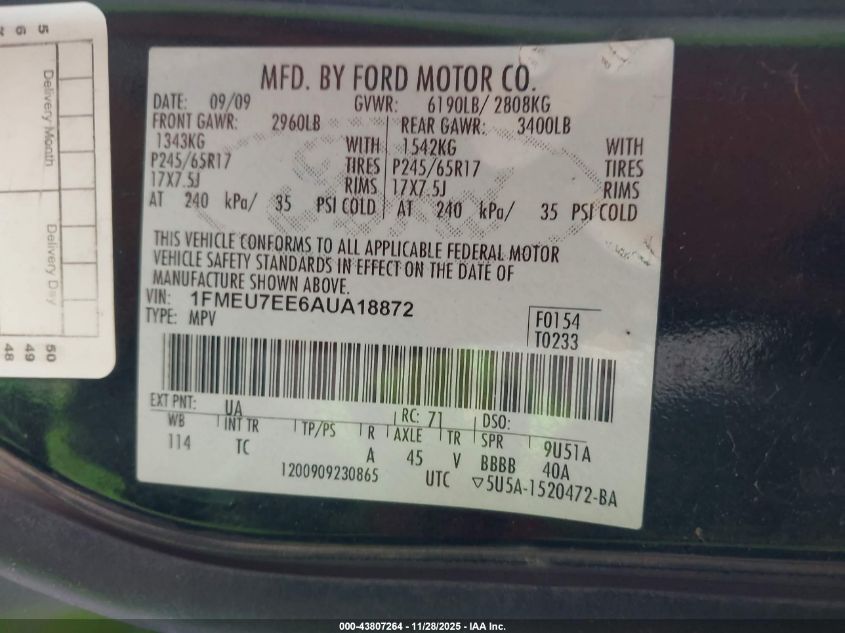 MFD. BY FORD MOTOR CO.
DATE: 09/09 GVWR: 6190LB/ 2808KG
FRONT GAWR: 2960LB REAR GAWR: 3400LB
1343KG WITH 1542KG WITH
P245/65R17 TIRES P245/65R17 TIRES
17X7.5J RIMS 17X7.5J RIMS
AT 240 kPa/ 35 PSI COLD AT 240 kPa/ 35 PSI COLD
THIS VEHICLE CONFORMS TO ALL APPLICABLE FEDERAL MOTOR
VEHICLE SAFETY STANDARDS IN EFFECT ON THE DATE OF
MANUFACTURE SHOWN ABOVE.
VIN: 1FMEU7EE6AUA18872
TYPE: MPV
F0154
T0233
EXT PNT: UA RC: 71 DSO:
WB INT TR TP/PS R AXLE TR SPR 9U51A
114 TC A 45 V BBBB 40A
1200909230865 UTC ▽5U5A-1520472-BA
5
6
Delivery Month
Delivery Day
50
49
48
000-43807264 - 11/28/2025 - IAA Inc.